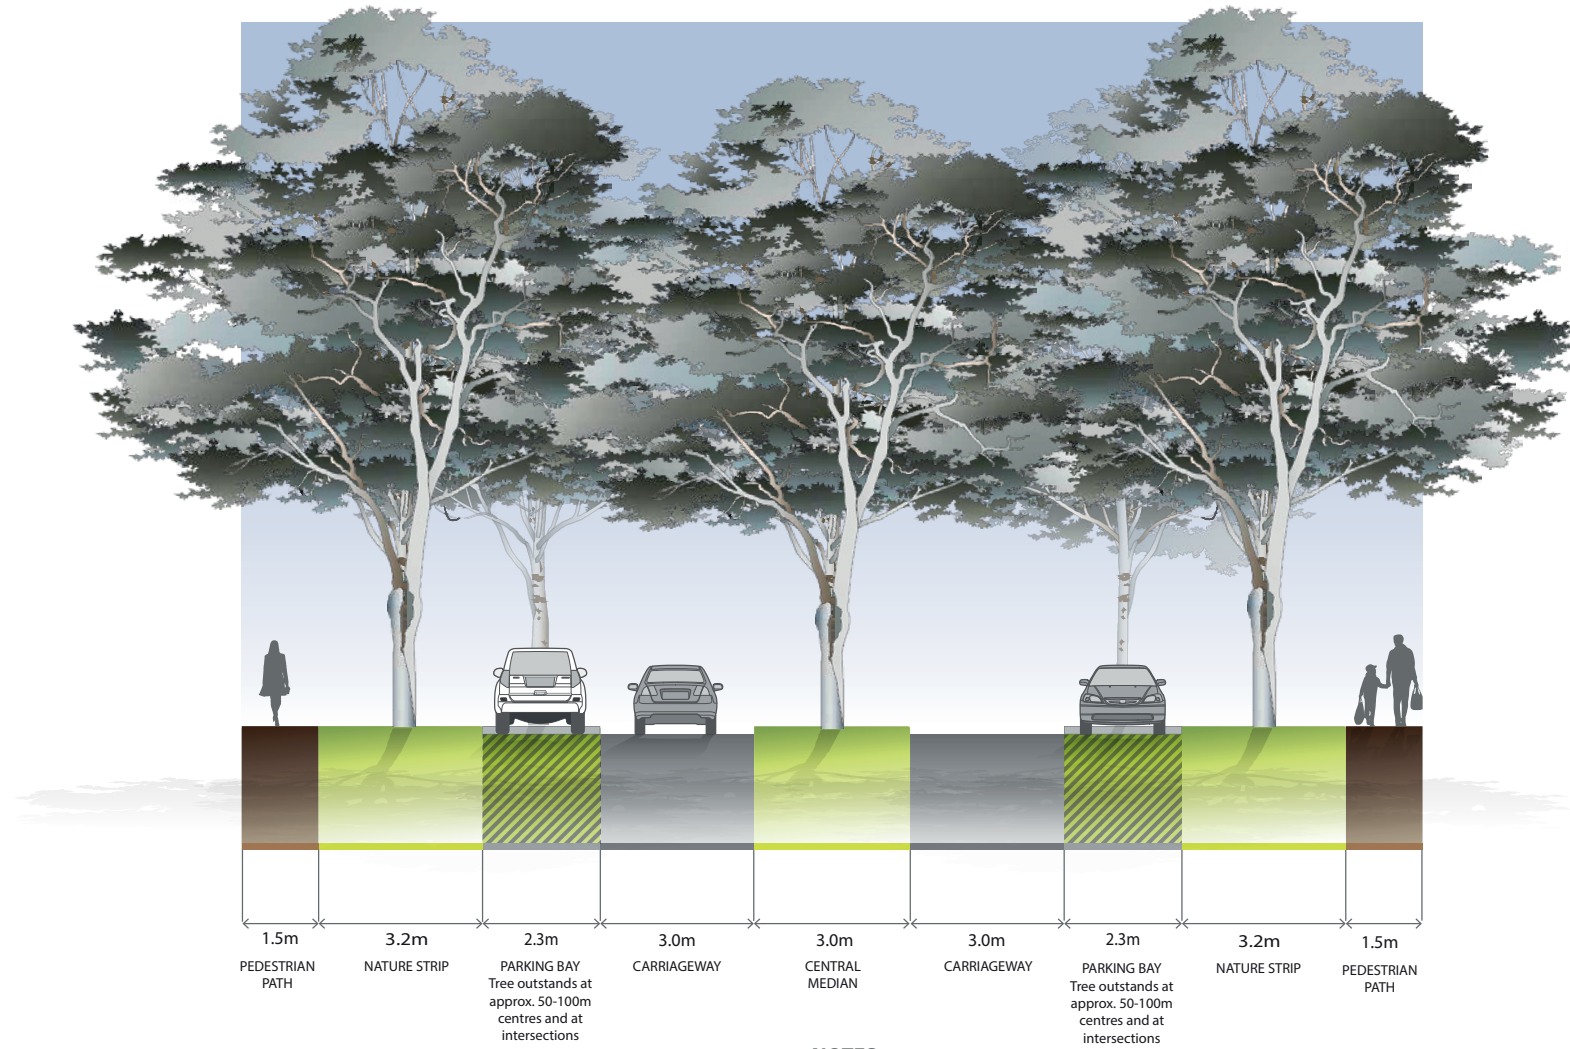 1.5m
PEDESTRIAN
PATH
3.2m
NATURE STRIP
2.3m
PARKING BAY
Tree outstands at
approx. 50-100m
centres and at
intersections
3.0m
CARRIAGEWAY
3.0m
CENTRAL
MEDIAN
3.0m
CARRIAGEWAY
2.3m
PARKING BAY
Tree outstands at
approx. 50-100m
centres and at
intersections
3.2m
NATURE STRIP
1.5m
PEDESTRIAN
PATH